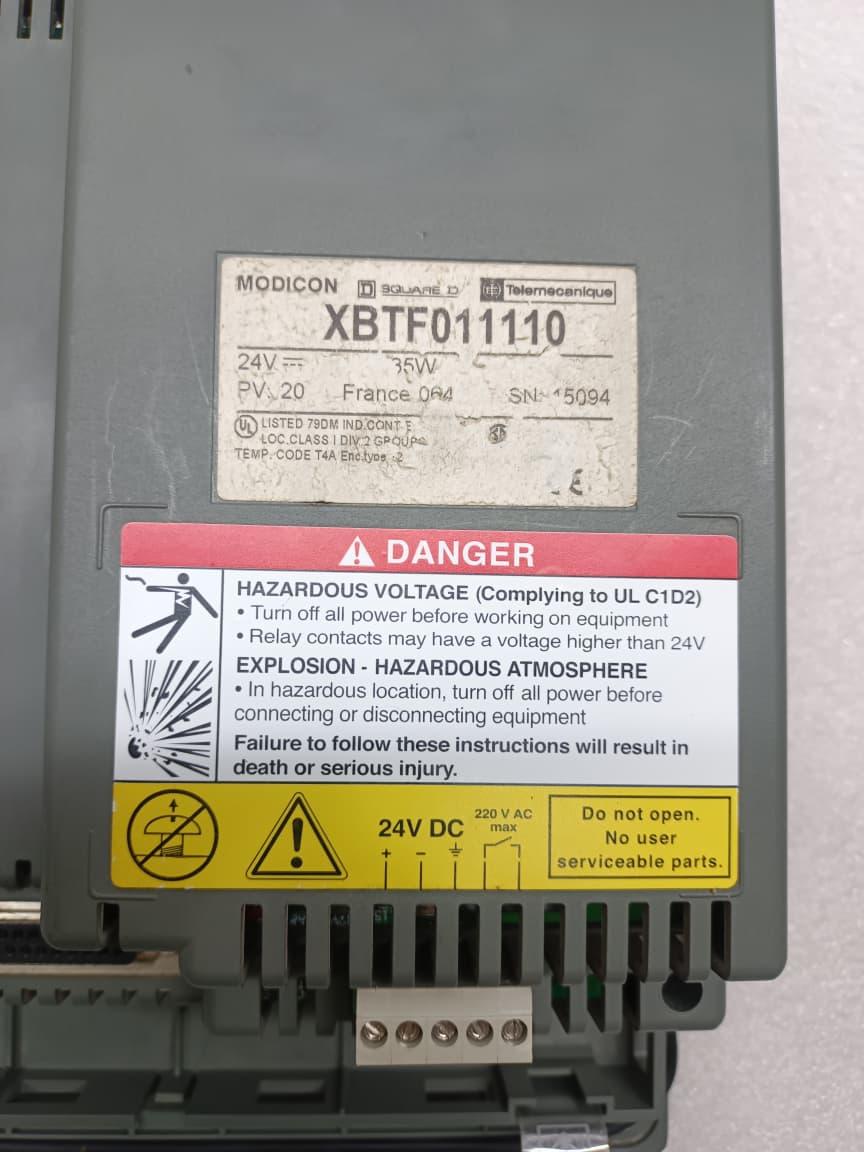 MODICON D SQUARE D Telemecanique
XBTF011110
24V 35W
PV: 20 France 064 SN: 15094
UL LISTED 79DM IND.CONT.E
LOC.CLASS I DIV.2 GROUPS
TEMP. CODE T4A Enc.type
CE
DANGER
HAZARDOUS VOLTAGE (Complying to UL C1D2)
• Turn off all power before working on equipment
• Relay contacts may have a voltage higher than 24V
EXPLOSION - HAZARDOUS ATMOSPHERE
• In hazardous location, turn off all power before
connecting or disconnecting equipment
Failure to follow these instructions will result in
death or serious injury.
24V DC
+ −
220 V AC
max
Do not open.
No user
serviceable parts.